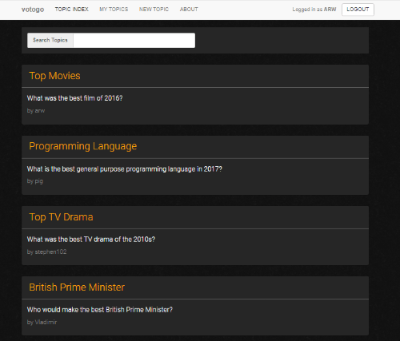 votogo TOPIC INDEX MY TOPICS NEW TOPIC ABOUT Logged in as ARW LOGOUT
Search Topics
Top Movies
What was the best film of 2016?
by arw
Programming Language
What is the best general purpose programming language in 2017?
by pig
Top TV Drama
What was the best TV drama of the 2010s?
by stephen102
British Prime Minister
Who would make the best British Prime Minister?
by Vladimir